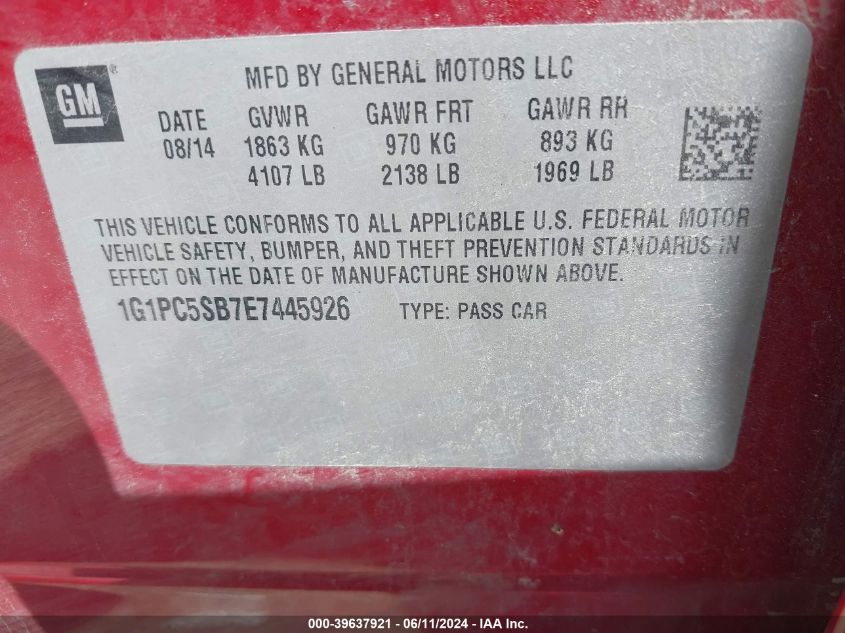 GM
MFD BY GENERAL MOTORS LLC
DATE GVWR GAWR FRT GAWR RR
08/14 1863 KG 970 KG 893 KG
4107 LB 2138 LB 1969 LB
THIS VEHICLE CONFORMS TO ALL APPLICABLE U.S. FEDERAL MOTOR
VEHICLE SAFETY, BUMPER, AND THEFT PREVENTION STANDARDS IN
EFFECT ON THE DATE OF MANUFACTURE SHOWN ABOVE.
1G1PC5SB7E7445926 TYPE: PASS CAR
000-39637921 - 06/11/2024 - IAA Inc.